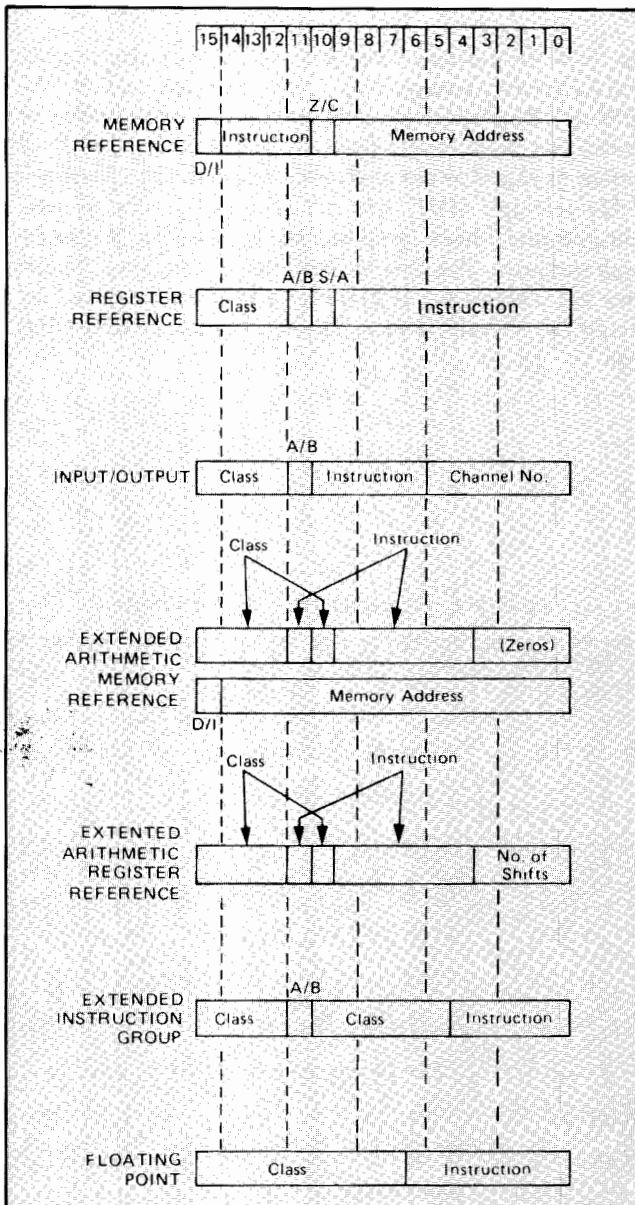 15 14 13 12 11 10 9 8 7 6 5 4 3 2 1 0
Z/C
MEMORY
REFERENCE
Instruction
Memory Address
D/I
A/B S/A
REGISTER
REFERENCE
Class
Instruction
A/B
INPUT/OUTPUT
Class
Instruction
Channel No.
Class
Instruction
EXTENDED
ARITHMETIC
MEMORY
REFERENCE
(Zeros)
Memory Address
D/I
Class
Instruction
EXTENTED
ARITHMETIC
REGISTER
REFERENCE
No. of
Shifts
A/B
EXTENDED
INSTRUCTION
GROUP
Class
Class
Instruction
FLOATING
POINT
Class
Instruction